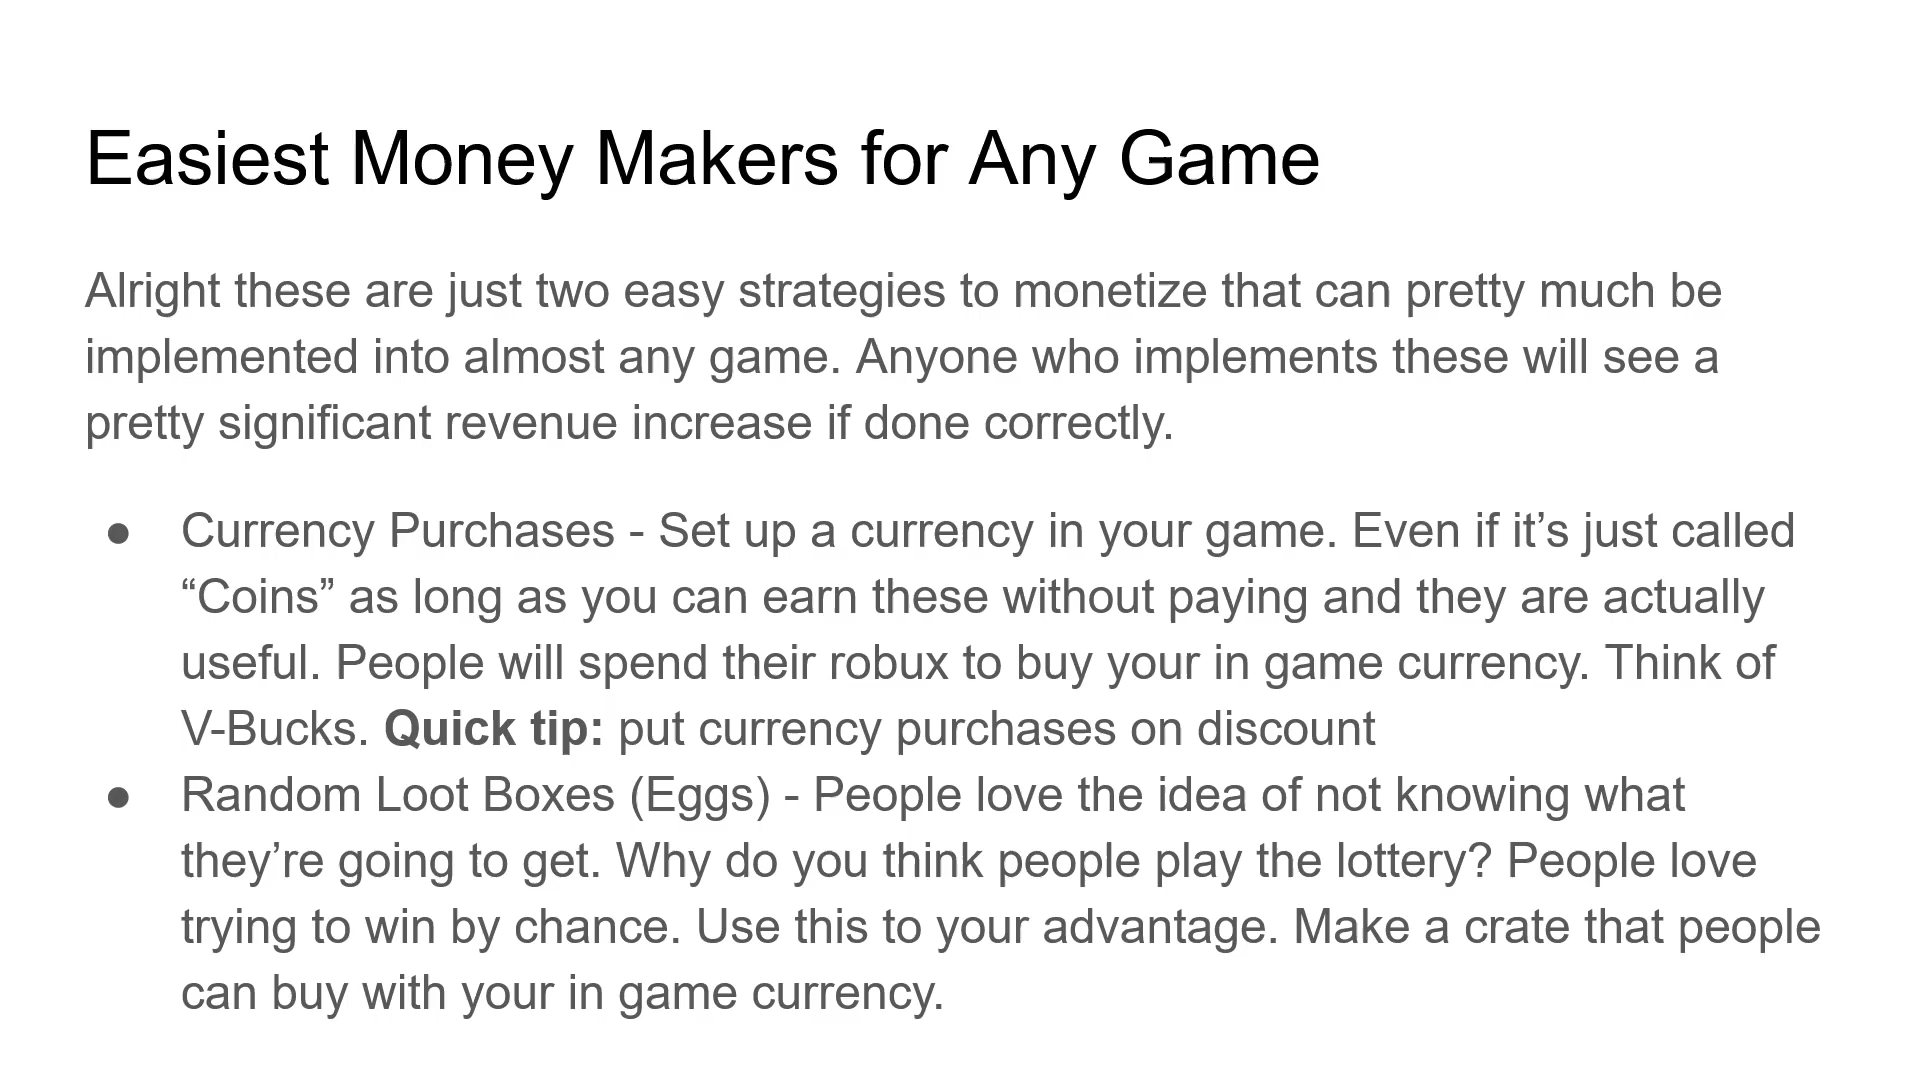 Easiest Money Makers for Any Game
Alright these are just two easy strategies to monetize that can pretty much be
implemented into almost any game. Anyone who implements these will see a
pretty significant revenue increase if done correctly.
● Currency Purchases - Set up a currency in your game. Even if it’s just called
“Coins” as long as you can earn these without paying and they are actually
useful. People will spend their robux to buy your in game currency. Think of
V-Bucks. Quick tip: put currency purchases on discount
● Random Loot Boxes (Eggs) - People love the idea of not knowing what
they’re going to get. Why do you think people play the lottery? People love
trying to win by chance. Use this to your advantage. Make a crate that people
can buy with your in game currency.